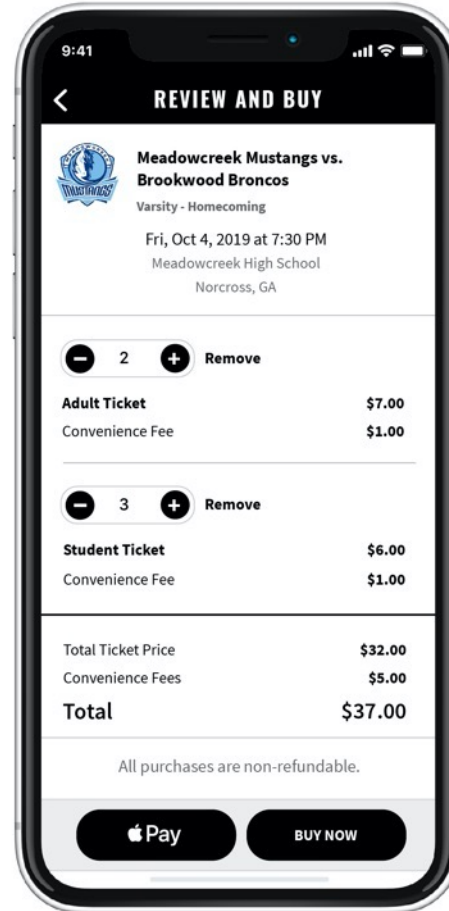 9:41
REVIEW AND BUY
MUSTANGS
Meadowcreek Mustangs vs.
Brookwood Broncos
Varsity - Homecoming
Fri, Oct 4, 2019 at 7:30 PM
Meadowcreek High School
Norcross, GA
2 Remove
Adult Ticket $7.00
Convenience Fee $1.00
3 Remove
Student Ticket $6.00
Convenience Fee $1.00
Total Ticket Price $32.00
Convenience Fees $5.00
Total $37.00
All purchases are non-refundable.
Pay BUY NOW